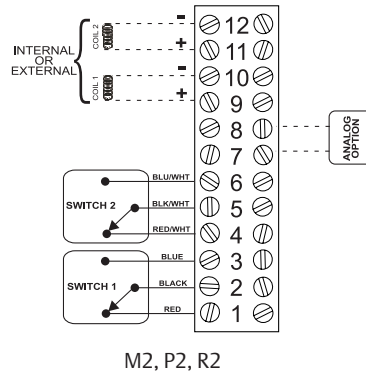 INTERNAL
OR
EXTERNAL
COIL 2
-
+
COIL 1
-
+
12
11
10
9
8
7
6
5
4
3
2
1
ANALOG
OPTION
SWITCH 2
BLU/WHT
BLK/WHT
RED/WHT
SWITCH 1
BLUE
BLACK
RED
M2, P2, R2